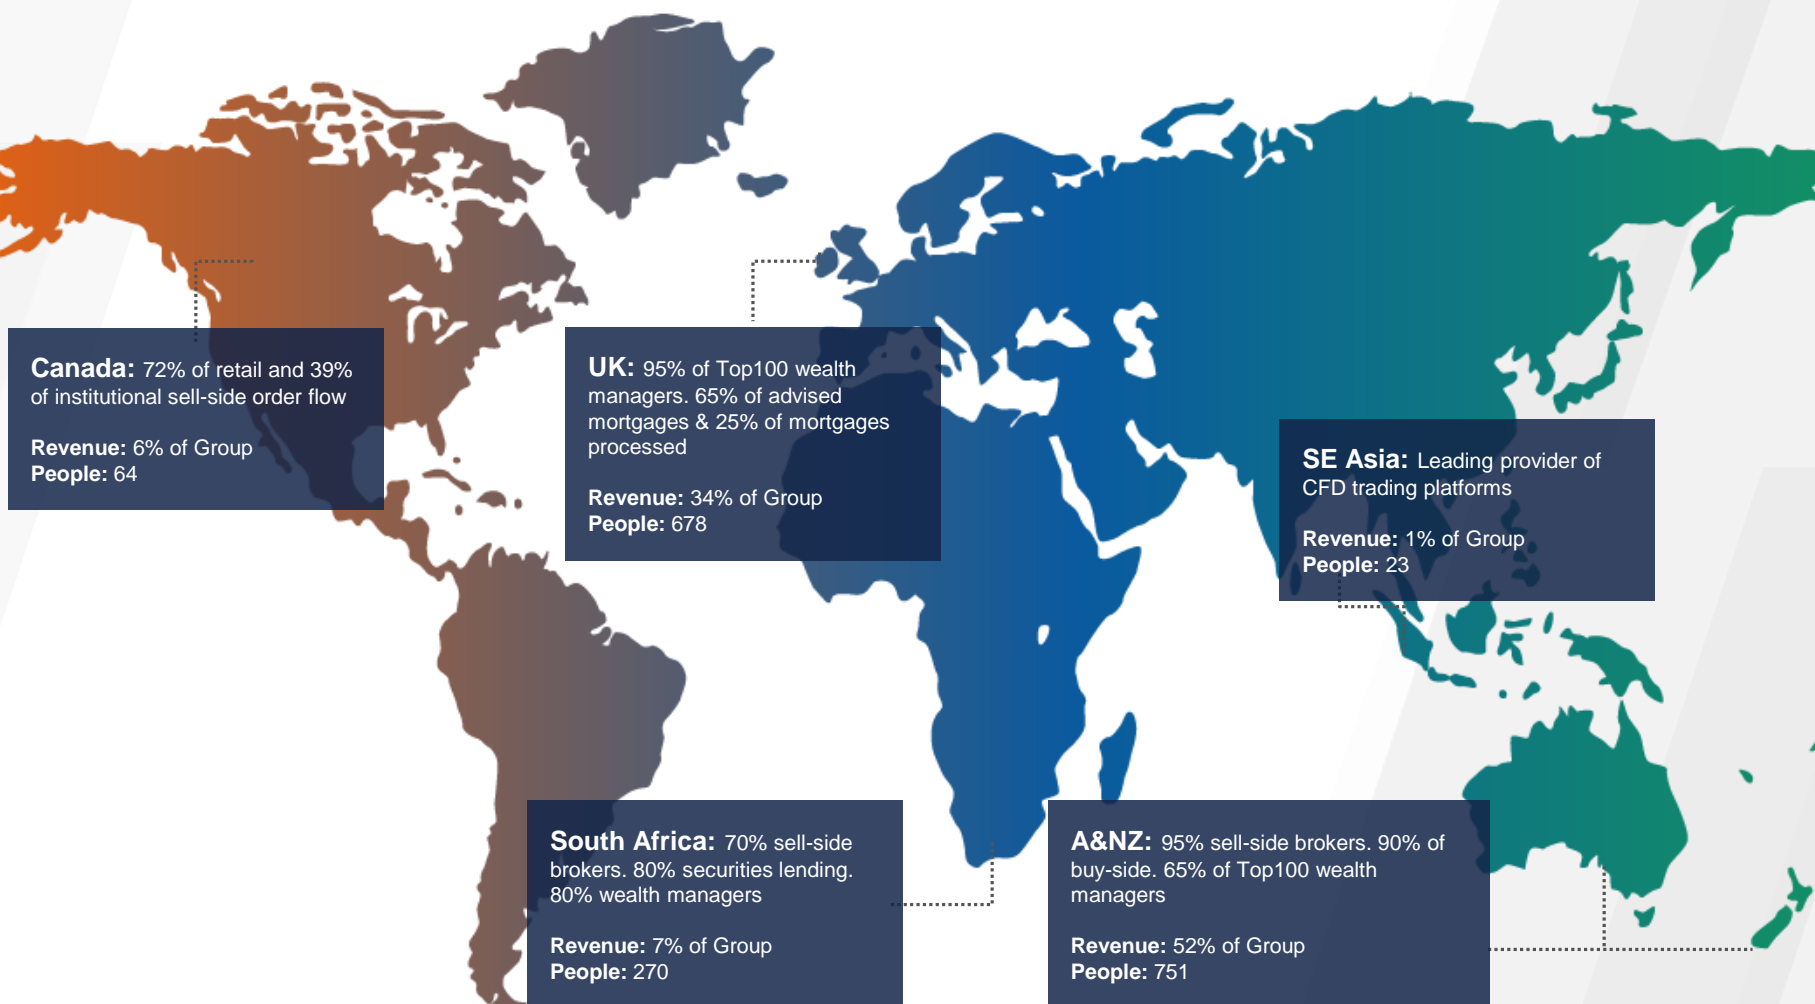 Canada: 72% of retail and 39%
of institutional sell-side order flow
Revenue: 6% of Group
People: 64
UK: 95% of Top100 wealth
managers. 65% of advised
mortgages & 25% of mortgages
processed
Revenue: 34% of Group
People: 678
SE Asia: Leading provider of
CFD trading platforms
Revenue: 1% of Group
People: 23
South Africa: 70% sell-side
brokers. 80% securities lending.
80% wealth managers
Revenue: 7% of Group
People: 270
A&NZ: 95% sell-side brokers. 90% of
buy-side. 65% of Top100 wealth
managers
Revenue: 52% of Group
People: 751